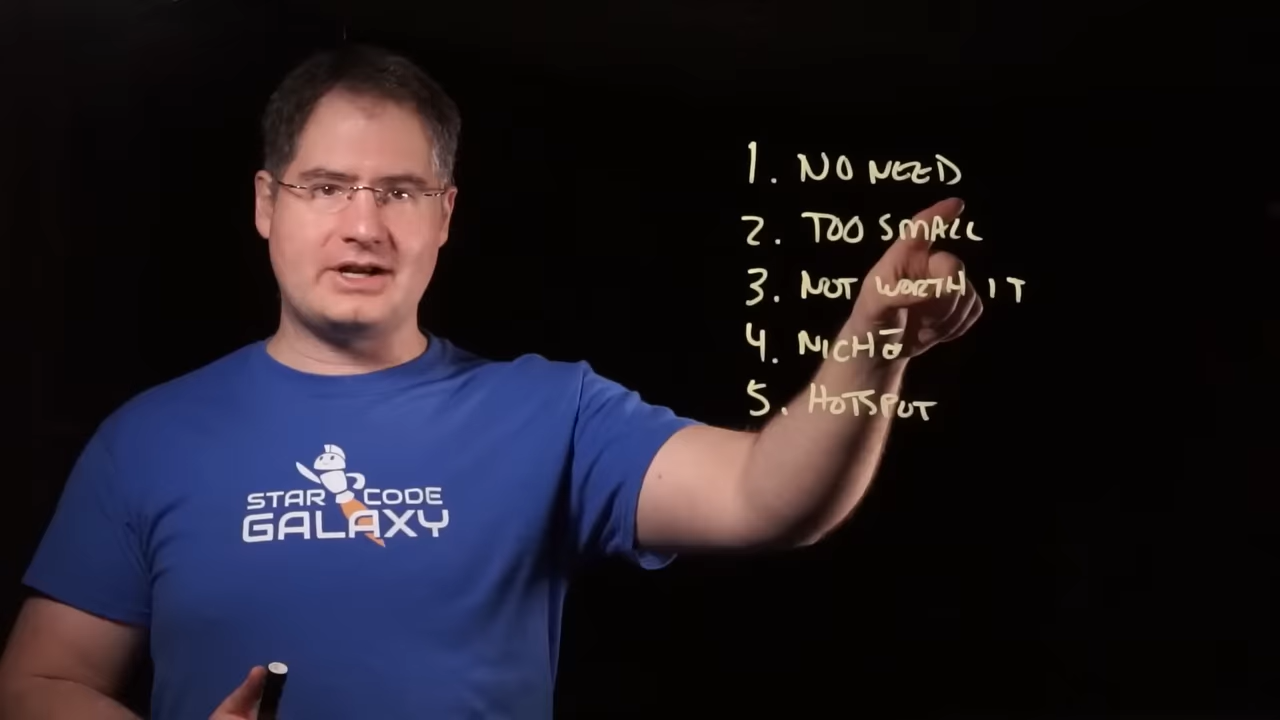 1. NO NEED
2. TOO SMALL
3. NOT WORTH IT
4. NICHE
5. HOTSPOT
STAR CODE
GALAXY